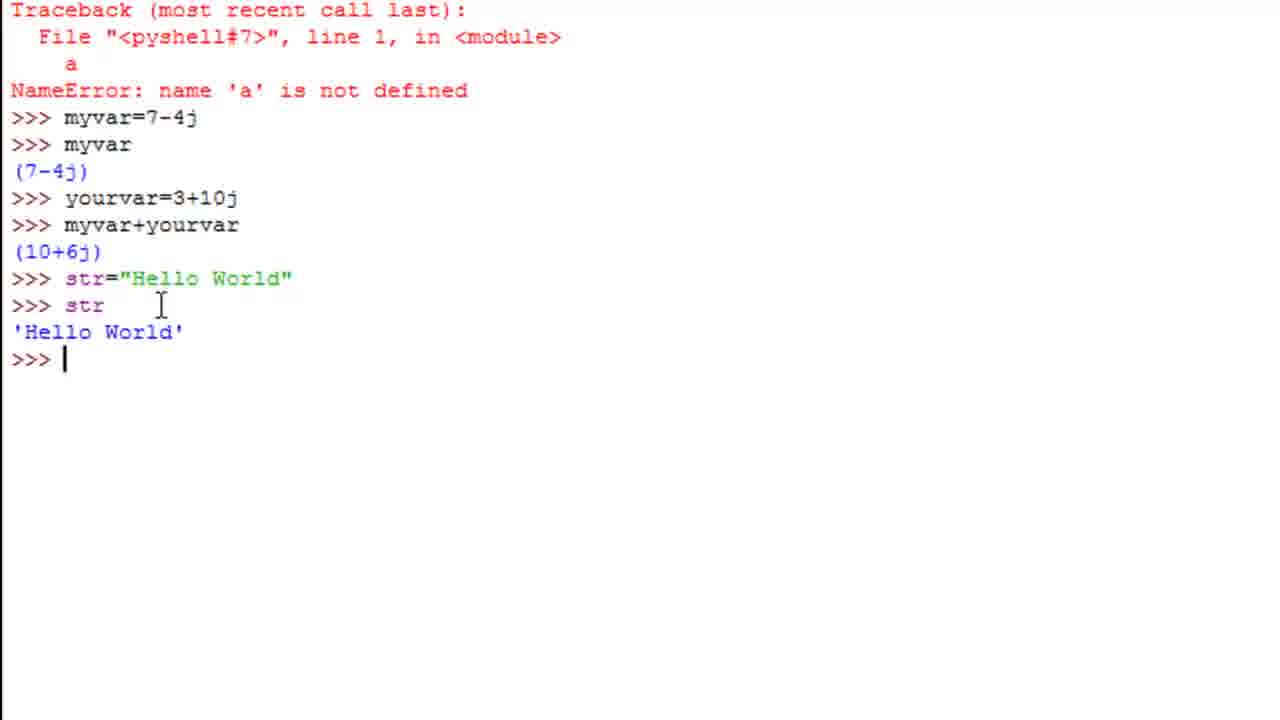 Traceback (most recent call last):
  File "<pyshell#7>", line 1, in <module>
    a
NameError: name 'a' is not defined
>>> myvar=7-4j
>>> myvar
(7-4j)
>>> yourvar=3+10j
>>> myvar+yourvar
(10+6j)
>>> str="Hello World"
>>> str
'Hello World'
>>>